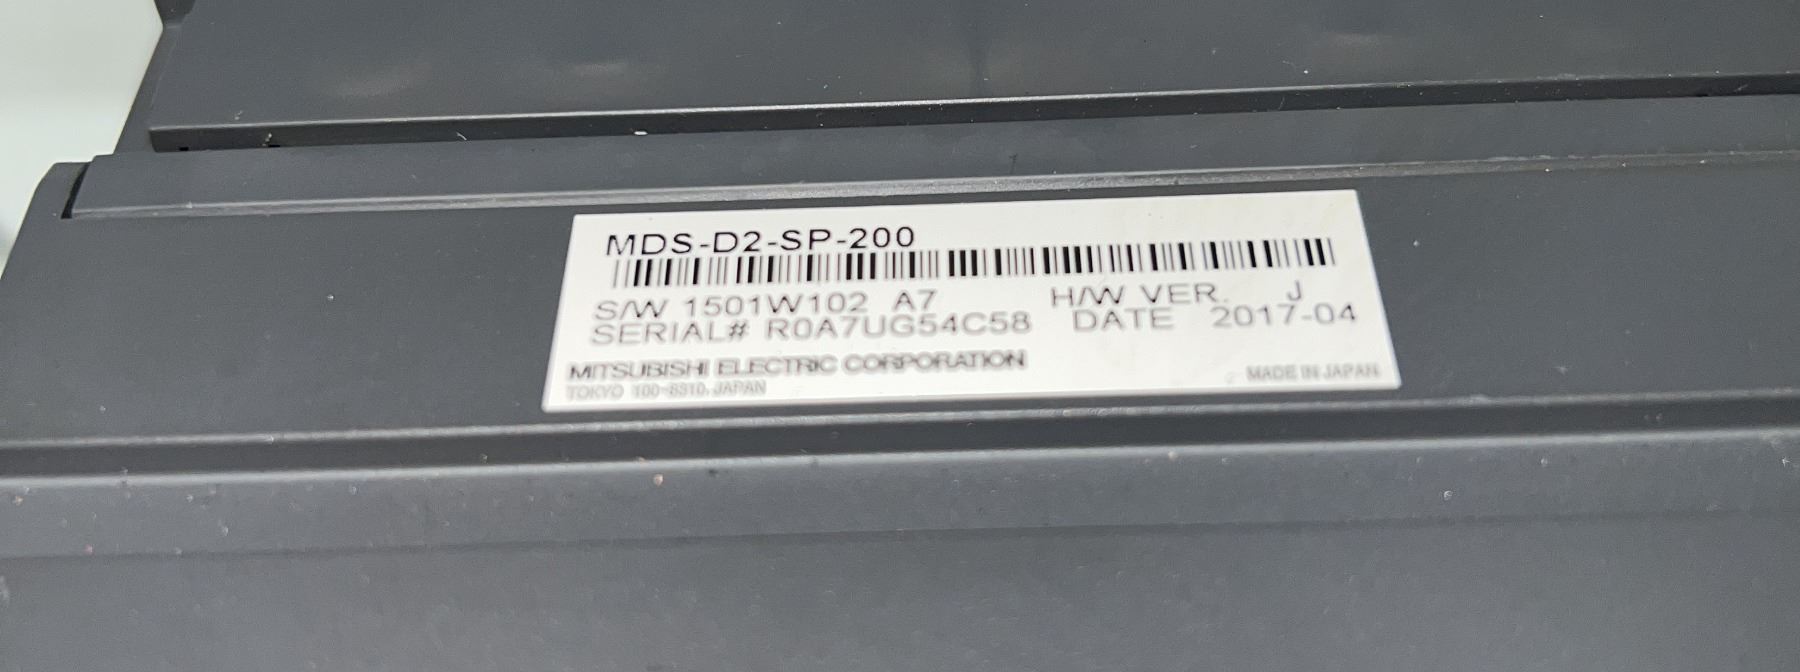 MDS-D2-SP-200
S/W 1501W102 A7 H/W VER. J
SERIAL# R0A7UG54C58 DATE 2017-04
MITSUBISHI ELECTRIC CORPORATION
TOKYO 100-8310, JAPAN MADE IN JAPAN